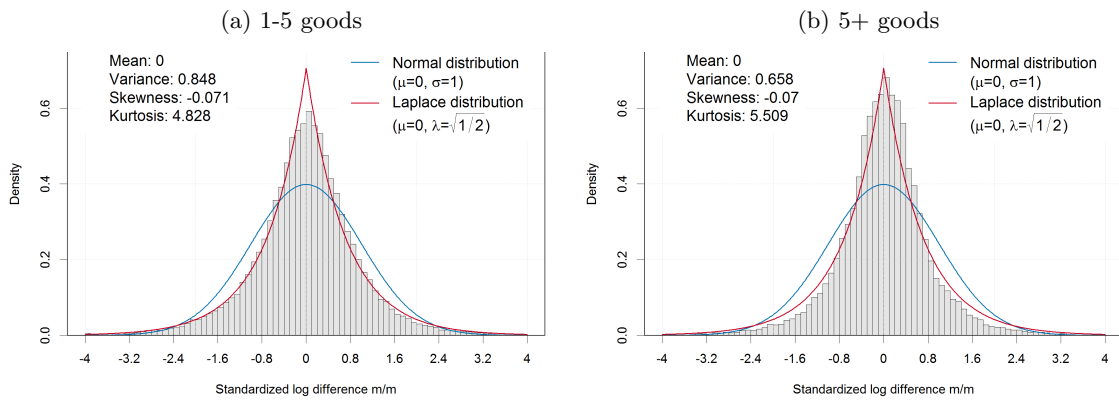 (a) 1-5 goods
Mean: 0
Variance: 0.848
Skewness: -0.071
Kurtosis: 4.828
Normal distribution
(μ=0, σ=1)
Laplace distribution
(μ=0, λ=√1/2)
Density
0.0
0.2
0.4
0.6
-4 -3.2 -2.4 -1.6 -0.8 0 0.8 1.6 2.4 3.2 4
Standardized log difference m/m
(b) 5+ goods
Mean: 0
Variance: 0.658
Skewness: -0.07
Kurtosis: 5.509
Normal distribution
(μ=0, σ=1)
Laplace distribution
(μ=0, λ=√1/2)
Density
0.0
0.2
0.4
0.6
-4 -3.2 -2.4 -1.6 -0.8 0 0.8 1.6 2.4 3.2 4
Standardized log difference m/m